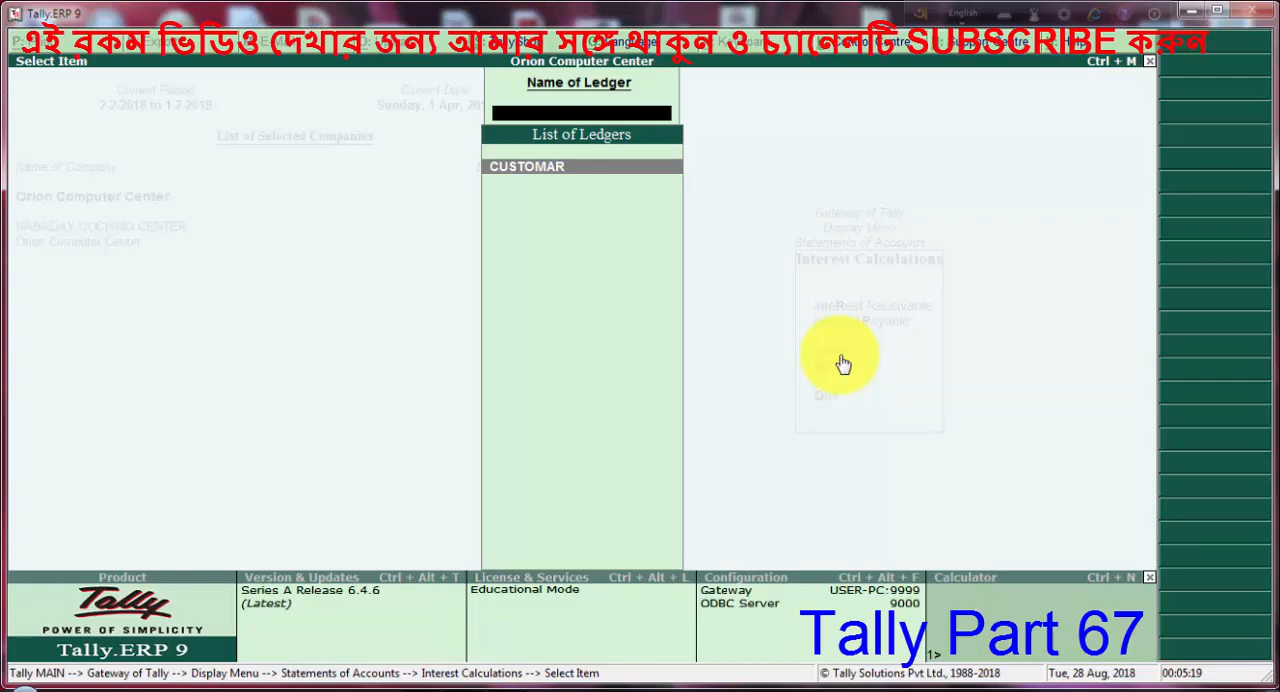 Tally.ERP 9
English
এই রকম ভিডিও দেখার জন্য আমার সঙ্গে থাকুন ও চ্যানেলটি SUBSCRIBE করুন
Select Item
Orion Computer Center
Ctrl + M
Name of Ledger
List of Ledgers
CUSTOMAR
Current Period
2-2-2018 to 1-2-2018
Current Date
Sunday, 1 Apr, 201
List of Selected Companies
Name of Company
Orion Computer Center
NABADAY COCHING CENTER
Orion Computer Center
Gateway of Tally
Display Menu
Statements of Accounts
Interest Calculations
inteRest Receivable
Payable
Quit
Product
Tally
POWER OF SIMPLICITY
Tally.ERP 9
Version & Updates Ctrl + Alt + T
Series A Release 6.4.6
(Latest)
License & Services Ctrl + Alt + L
Educational Mode
Configuration Ctrl + Alt + F
Gateway USER-PC:9999
ODBC Server 9000
Calculator Ctrl + N
1>
Tally Part 67
Tally MAIN --> Gateway of Tally --> Display Menu --> Statements of Accounts --> Interest Calculations --> Select Item
© Tally Solutions Pvt Ltd., 1988-2018
Tue, 28 Aug, 2018
00:05:19